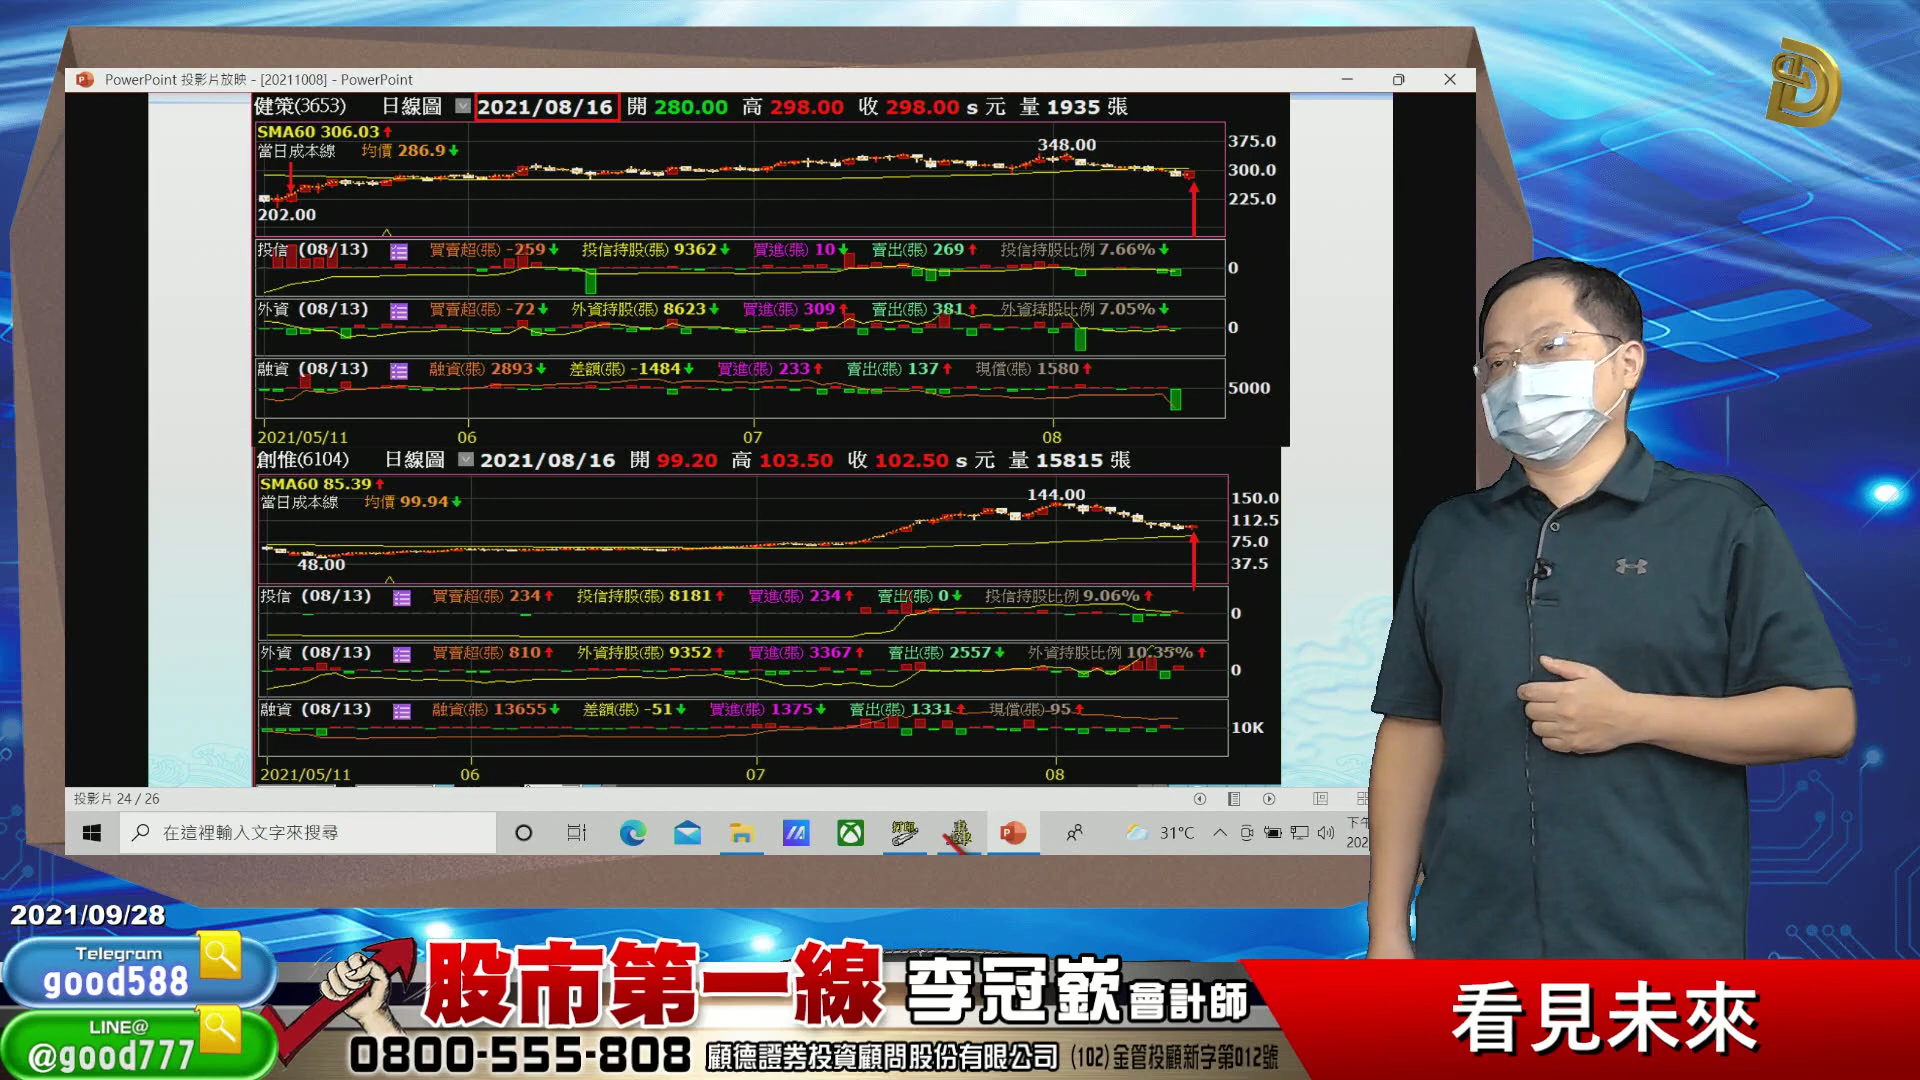 PowerPoint 投影片放映 - [20211008] - PowerPoint
健策(3653) 日線圖 2021/08/16 開 280.00 高 298.00 收 298.00 s 元 量 1935 張
SMA60 306.03
當日成本線 均價 286.9
348.00
202.00
375.0
300.0
225.0
投信 (08/13) 買賣超(張) -259 投信持股(張) 9362 買進(張) 10 賣出(張) 269 投信持股比例 7.66%
0
外資 (08/13) 買賣超(張) -72 外資持股(張) 8623 買進(張) 309 賣出(張) 381 外資持股比例 7.05%
0
融資 (08/13) 融資(張) 2893 差額(張) -1484 買進(張) 233 賣出(張) 137 現償(張) 1580
5000
2021/05/11 06 07 08
創惟(6104) 日線圖 2021/08/16 開 99.20 高 103.50 收 102.50 s 元 量 15815 張
SMA60 85.39
當日成本線 均價 99.94
144.00
48.00
150.0
112.5
75.0
37.5
投信 (08/13) 買賣超(張) 234 投信持股(張) 8181 買進(張) 234 賣出(張) 0 投信持股比例 9.06%
0
外資 (08/13) 買賣超(張) 810 外資持股(張) 9352 買進(張) 3367 賣出(張) 2557 外資持股比例 10.35%
0
融資 (08/13) 融資(張) 13655 差額(張) -51 買進(張) 1375 賣出(張) 1331 現償(張) 95
10K
2021/05/11 06 07 08
投影片 24 / 26
在這裡輸入文字來搜尋
31°C
下午
202
2021/09/28
Telegram
good588
LINE@
@good777
股市第一線 李冠嶔 會計師
0800-555-808 顧德證券投資顧問股份有限公司 (102)金管投顧新字第012號
看見未來